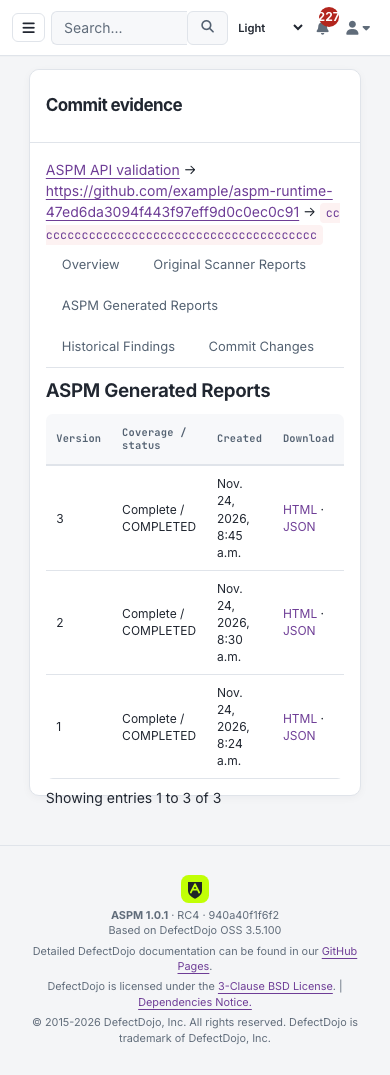 Search...
Light
227
Commit evidence
ASPM API validation →
https://github.com/example/aspm-runtime-
47ed6da3094f443f97eff9d0c0ec0c91 → cc
cccccccccccccccccccccccccccccccccccccc
Overview Original Scanner Reports
ASPM Generated Reports
Historical Findings Commit Changes
ASPM Generated Reports
Version Coverage / status Created Download
3 Complete / COMPLETED Nov. 24, 2026, 8:45 a.m. HTML · JSON
2 Complete / COMPLETED Nov. 24, 2026, 8:30 a.m. HTML · JSON
1 Complete / COMPLETED Nov. 24, 2026, 8:24 a.m. HTML · JSON
Showing entries 1 to 3 of 3
ASPM 1.0.1 · RC4 · 940a40f1f6f2
Based on DefectDojo OSS 3.5.100
Detailed DefectDojo documentation can be found in our GitHub
Pages.
DefectDojo is licensed under the 3-Clause BSD License. |
Dependencies Notice.
© 2015-2026 DefectDojo, Inc. All rights reserved. DefectDojo is
trademark of DefectDojo, Inc.